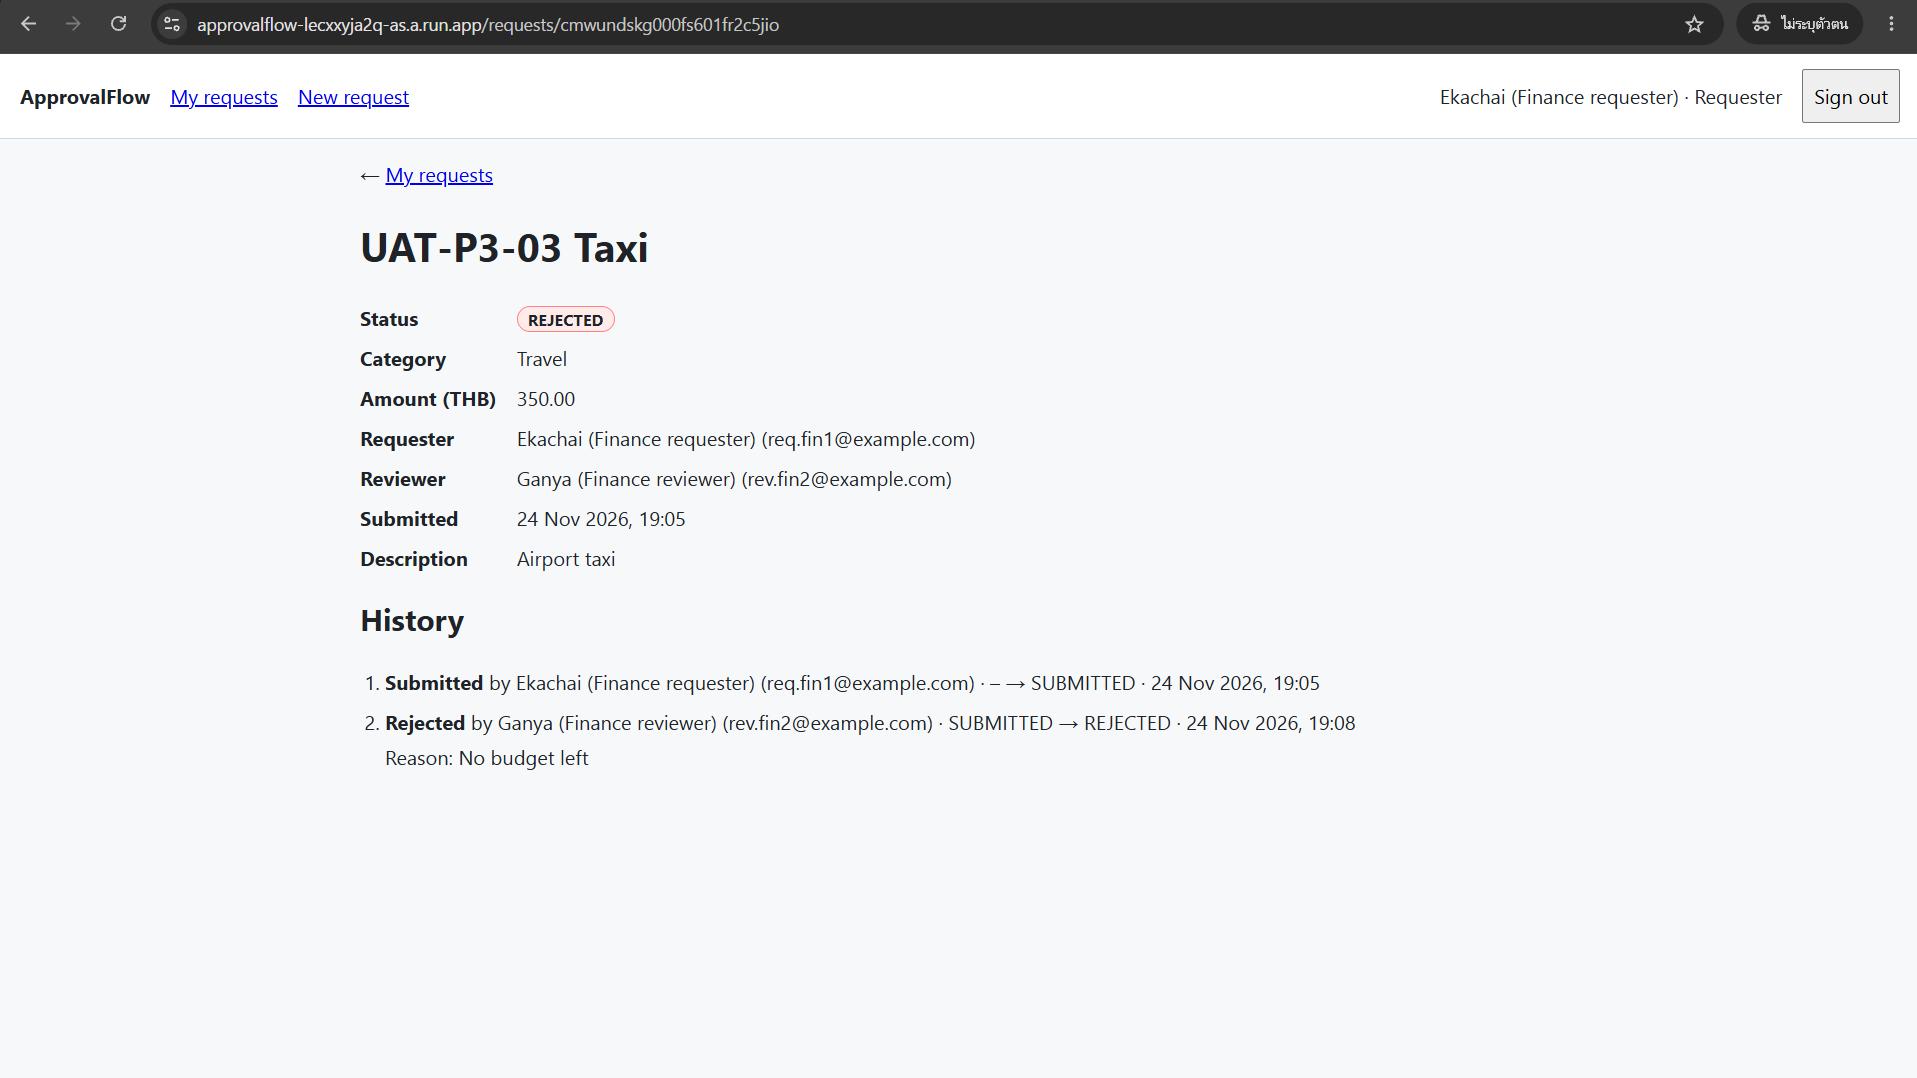 approvalflow-lecxxyja2q-as.a.run.app/requests/cmwundskg000fs601fr2c5jio
ไม่ระบุตัวตน
ApprovalFlow My requests New request Ekachai (Finance requester) · Requester Sign out
← My requests
UAT-P3-03 Taxi
Status REJECTED
Category Travel
Amount (THB) 350.00
Requester Ekachai (Finance requester) (req.fin1@example.com)
Reviewer Ganya (Finance reviewer) (rev.fin2@example.com)
Submitted 24 Nov 2026, 19:05
Description Airport taxi
History
1. Submitted by Ekachai (Finance requester) (req.fin1@example.com) · – → SUBMITTED · 24 Nov 2026, 19:05
2. Rejected by Ganya (Finance reviewer) (rev.fin2@example.com) · SUBMITTED → REJECTED · 24 Nov 2026, 19:08
Reason: No budget left